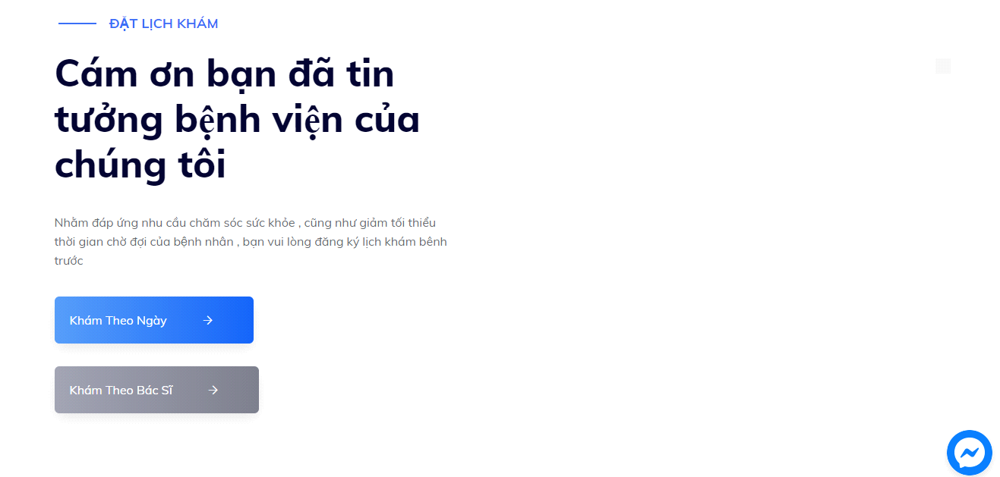 ĐẶT LỊCH KHÁM
Cám ơn bạn đã tin
tưởng bệnh viện của
chúng tôi
Nhằm đáp ứng nhu cầu chăm sóc sức khỏe , cũng như giảm tối thiểu
thời gian chờ đợi của bệnh nhân , bạn vui lòng đăng ký lịch khám bênh
trước
Khám Theo Ngày
Khám Theo Bác Sĩ